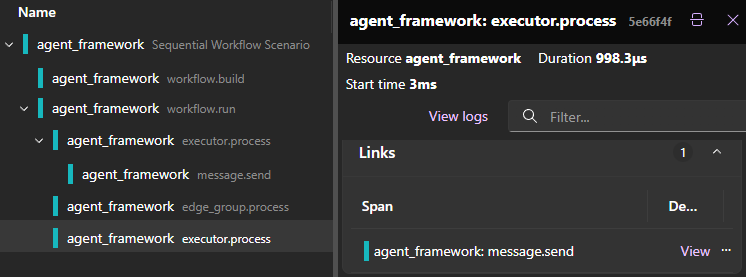 Name
agent_framework Sequential Workflow Scenario
agent_framework workflow.build
agent_framework workflow.run
agent_framework executor.process
agent_framework message.send
agent_framework edge_group.process
agent_framework executor.process
agent_framework: executor.process 5e66f4f
Resource agent_framework Duration 998.3µs
Start time 3ms
View logs Filter...
Links 1
Span De...
agent_framework: message.send View ...